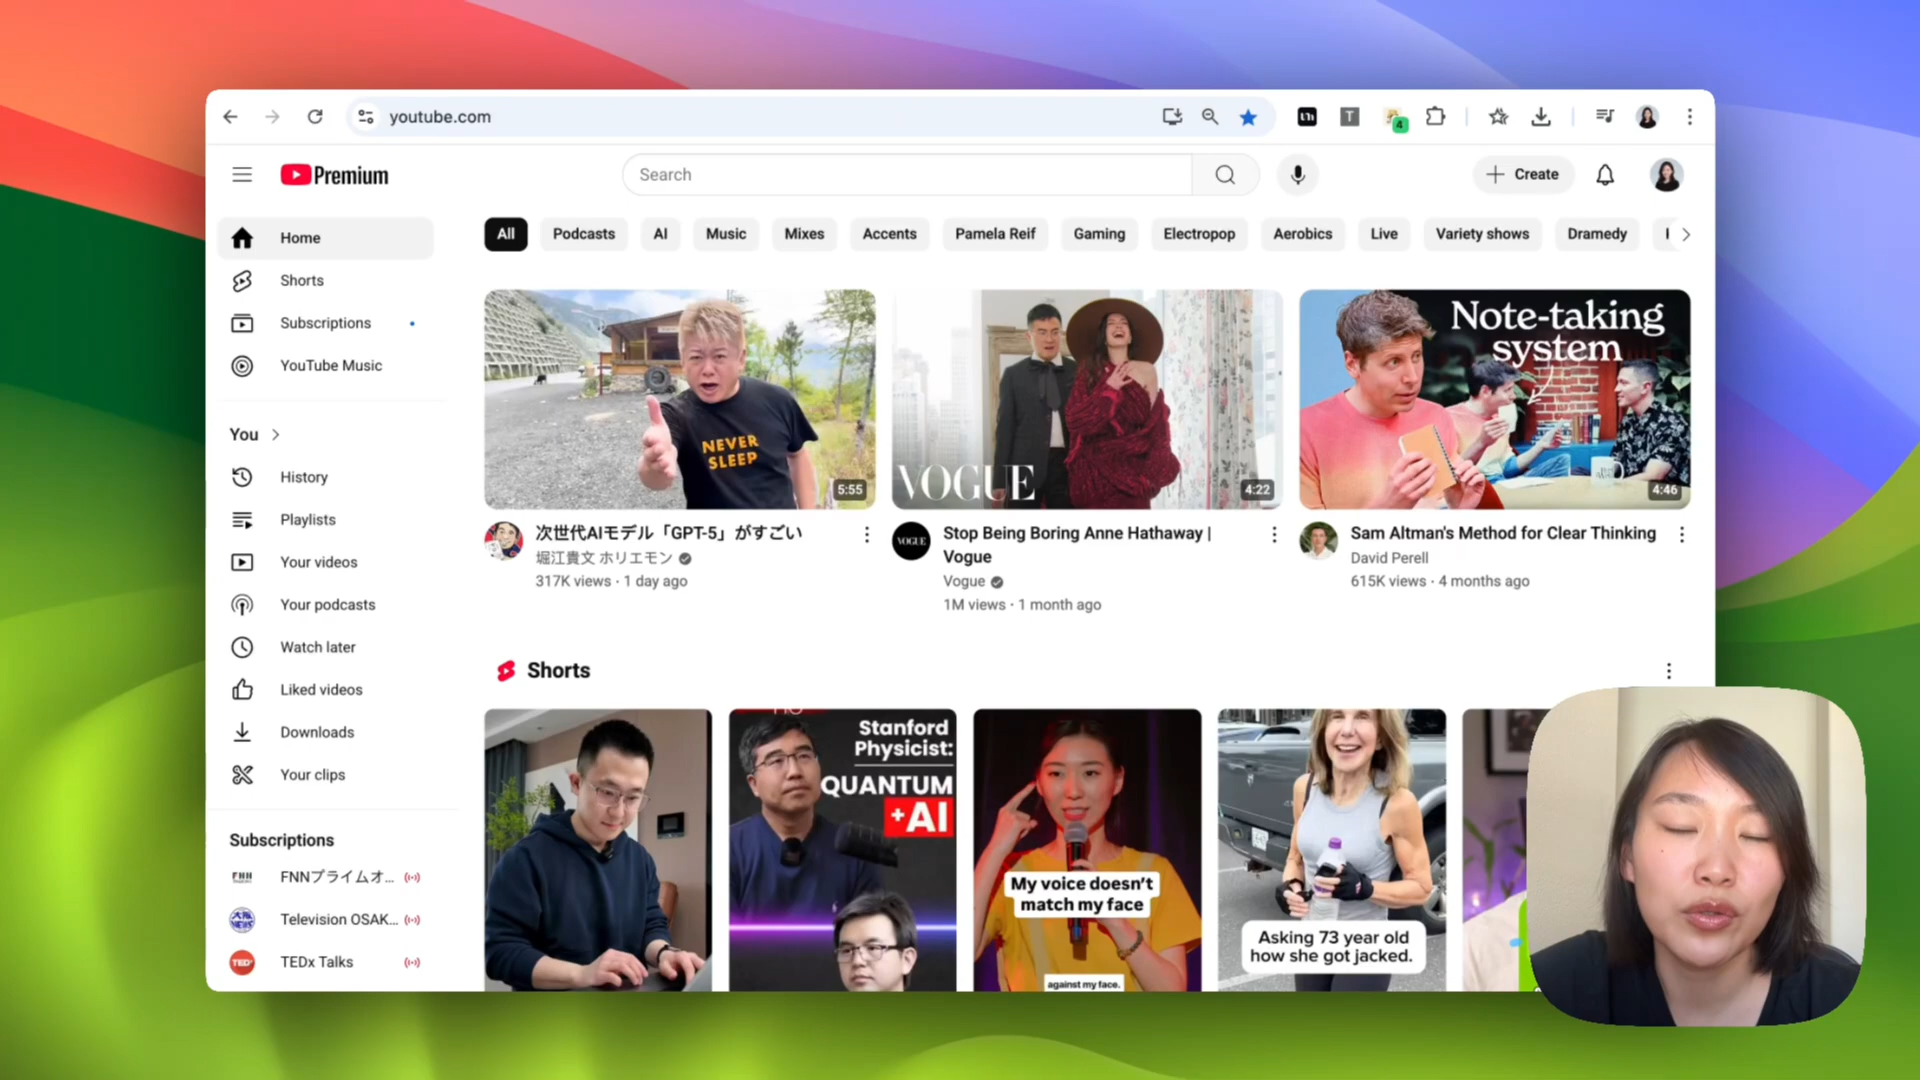 youtube.com
T
4
Premium
Search
Create
Home
Shorts
Subscriptions
YouTube Music
You
History
Playlists
Your videos
Your podcasts
Watch later
Liked videos
Downloads
Your clips
Subscriptions
FNNプライムオ...
Television OSAK...
TEDx Talks
All
Podcasts
AI
Music
Mixes
Accents
Pamela Reif
Gaming
Electropop
Aerobics
Live
Variety shows
Dramedy
NEVER
SLEEP
5:55
次世代AIモデル「GPT-5」がすごい
堀江貴文 ホリエモン
317K views · 1 day ago
VOGUE
4:22
VOGUE
Stop Being Boring Anne Hathaway |
Vogue
Vogue
1M views · 1 month ago
Note-taking
system
4:46
Sam Altman's Method for Clear Thinking
David Perell
615K views · 4 months ago
Shorts
Stanford
Physicist:
QUANTUM
+AI
My voice doesn't
match my face
against my face.
Asking 73 year old
how she got jacked.
FNN
TEDx